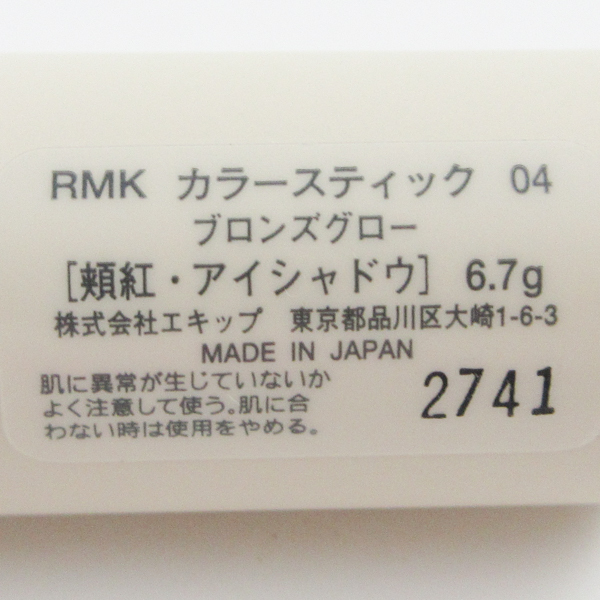 RMK カラースティック 04
ブロンズグロー
[頬紅・アイシャドウ] 6.7g
株式会社エキップ 東京都品川区大崎1-6-3
MADE IN JAPAN
肌に異常が生じていないか
よく注意して使う。肌に合
わない時は使用をやめる。
2741